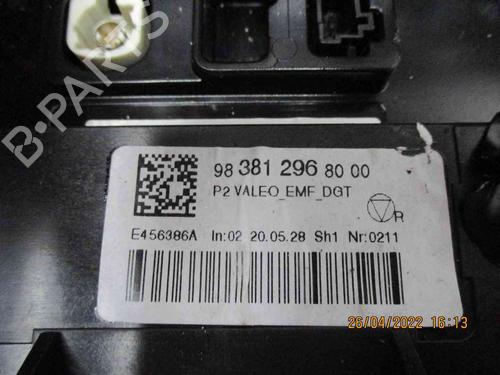 98 381 296 80 00
P2 VALEO_EMF_DGT
R
E456386A In:02 20.05.28 Sh1 Nr:0211
B-PARTS
26/04/2022 16:13